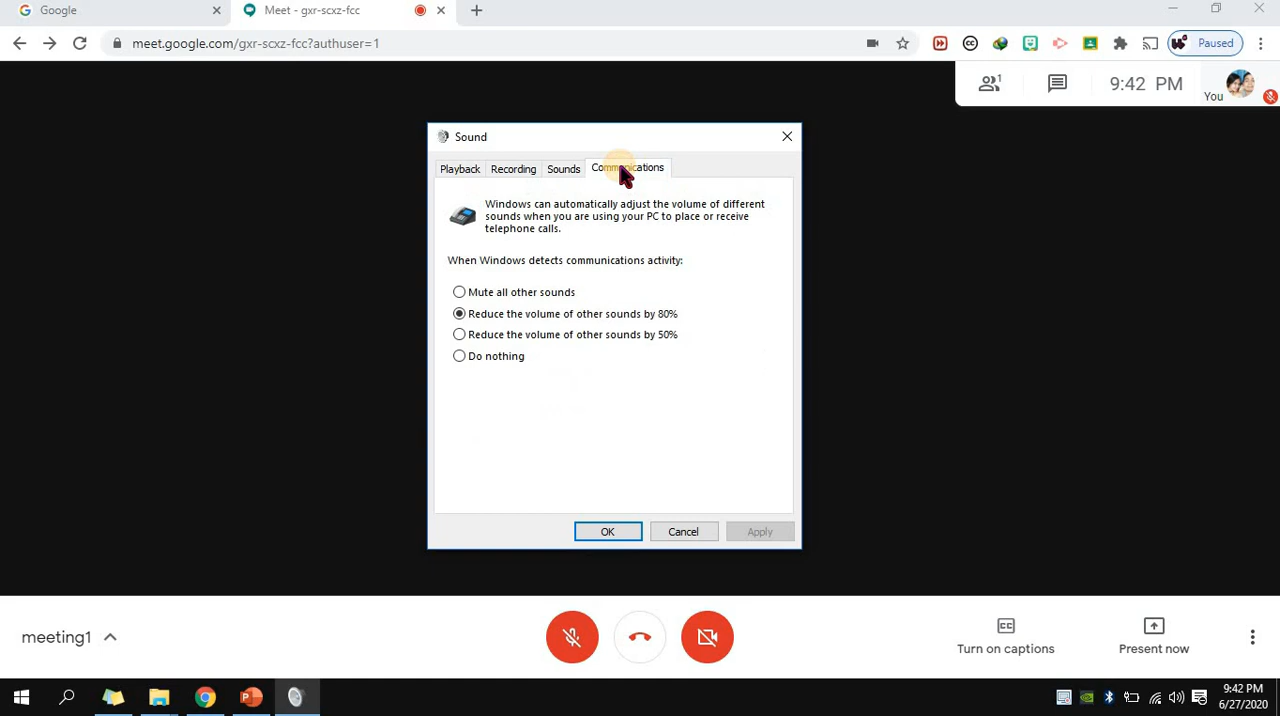 Google
Meet - gxr-scxz-fcc
meet.google.com/gxr-scxz-fcc?authuser=1
Paused
1
9:42 PM
You
Sound
Playback
Recording
Sounds
Communications
Windows can automatically adjust the volume of different
sounds when you are using your PC to place or receive
telephone calls.
When Windows detects communications activity:
Mute all other sounds
Reduce the volume of other sounds by 80%
Reduce the volume of other sounds by 50%
Do nothing
OK
Cancel
Apply
meeting1
Turn on captions
Present now
9:42 PM
6/27/2020